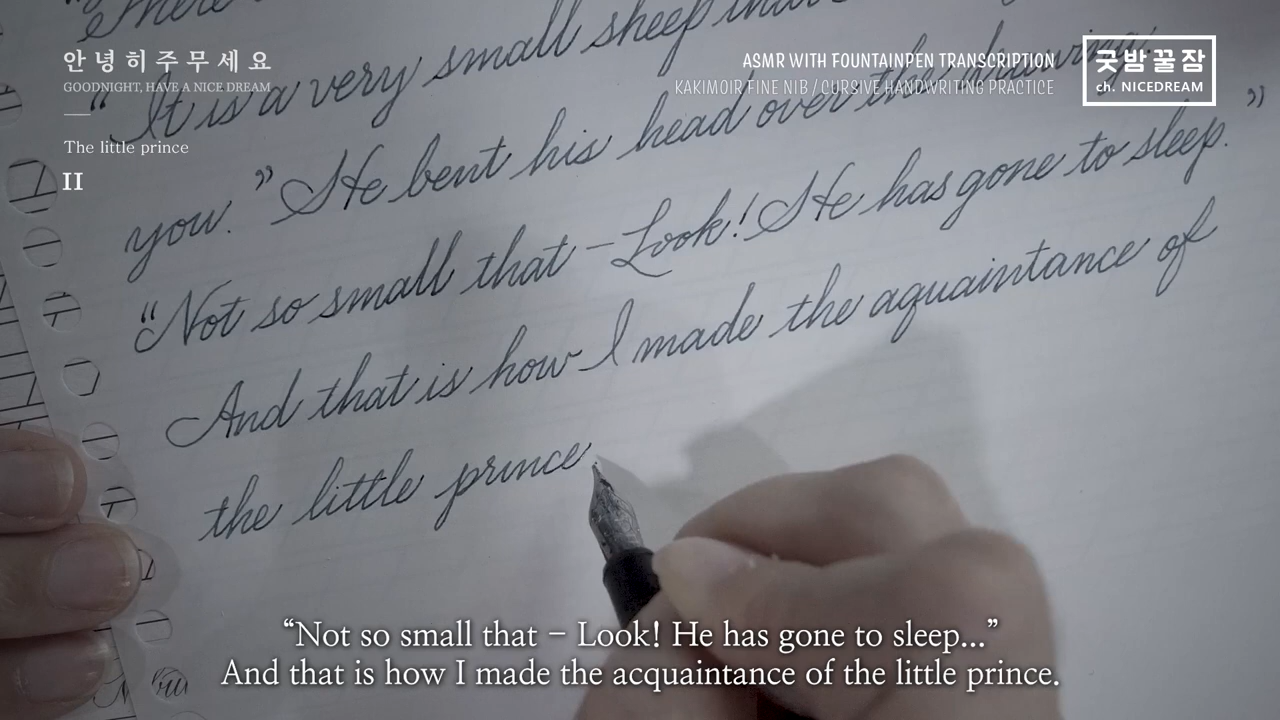 "There
안녕히주무세요
GOODNIGHT, HAVE A NICE DREAM
The little prince
II
ASMR WITH FOUNTAINPEN TRANSCRIPTION
KAKIMOIR FINE NIB / CURSIVE HANDWRITING PRACTICE
굿밤꿀잠
ch. NICEDREAM
"It is a very small sheep that
you." He bent his head over the drawing.
"Not so small that – Look! He has gone to sleep."
And that is how I made the aquaintance of
the little prince
“Not so small that – Look! He has gone to sleep...”
And that is how I made the acquaintance of the little prince.